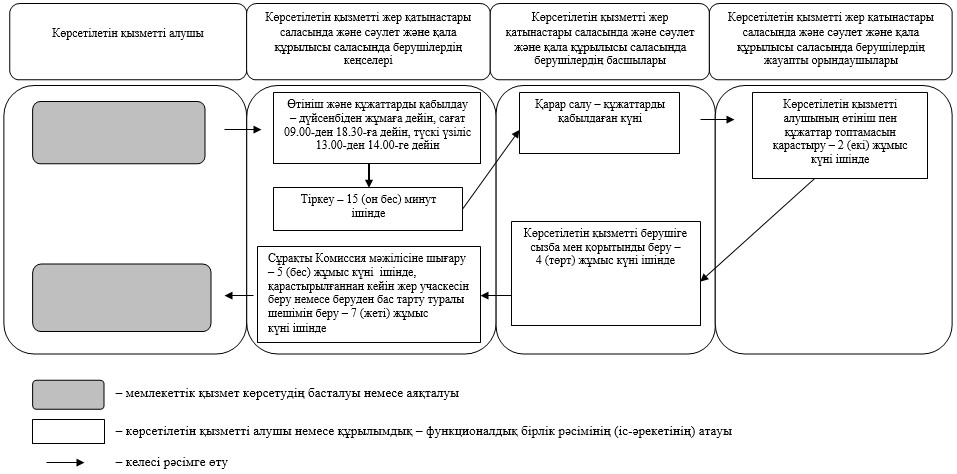 Көрсетілетін қызметті алушы
Көрсетілетін қызметті жер қатынастары
саласында және сәулет және қала
құрылысы саласында берушілердің
кеңселері
Көрсетілетін қызметті жер
қатынастары саласында және сәулет
және қала құрылысы саласында
берушілердің басшылары
Көрсетілетін қызметті жер қатынастары
саласында және сәулет және қала
құрылысы саласында берушілердің
жауапты орындаушылары
Өтініш және құжаттарды қабылдау
– дүйсенбіден жұмаға дейін, сағат
09.00-ден 18.30-ға дейін, түскі үзіліс
13.00-ден 14.00-ге дейін
Тіркеу – 15 (он бес) минут
ішінде
Қарар салу – құжаттарды
қабылдаған күні
Көрсетілетін қызметті
алушының өтініш пен
құжаттар топтамасын
қарастыру – 2 (екі) жұмыс
күні ішінде
Көрсетілетін қызметті берушіге
сызба мен қорытынды беру –
4 (төрт) жұмыс күні ішінде
Сұрақты Комиссия мәжілісіне шығару
– 5 (бес) жұмыс күні ішінде,
қарастырылғаннан кейін жер учаскесін
беру немесе беруден бас тарту туралы
шешімін беру – 7 (жеті) жұмыс
күні ішінде
– мемлекеттік қызмет көрсетудің басталуы немесе аяқталуы
– көрсетілетін қызметті алушы немесе құрылымдық – функционалдық бірлік рәсімінің (іс-әрекетінің) атауы
– келесі рәсімге өту